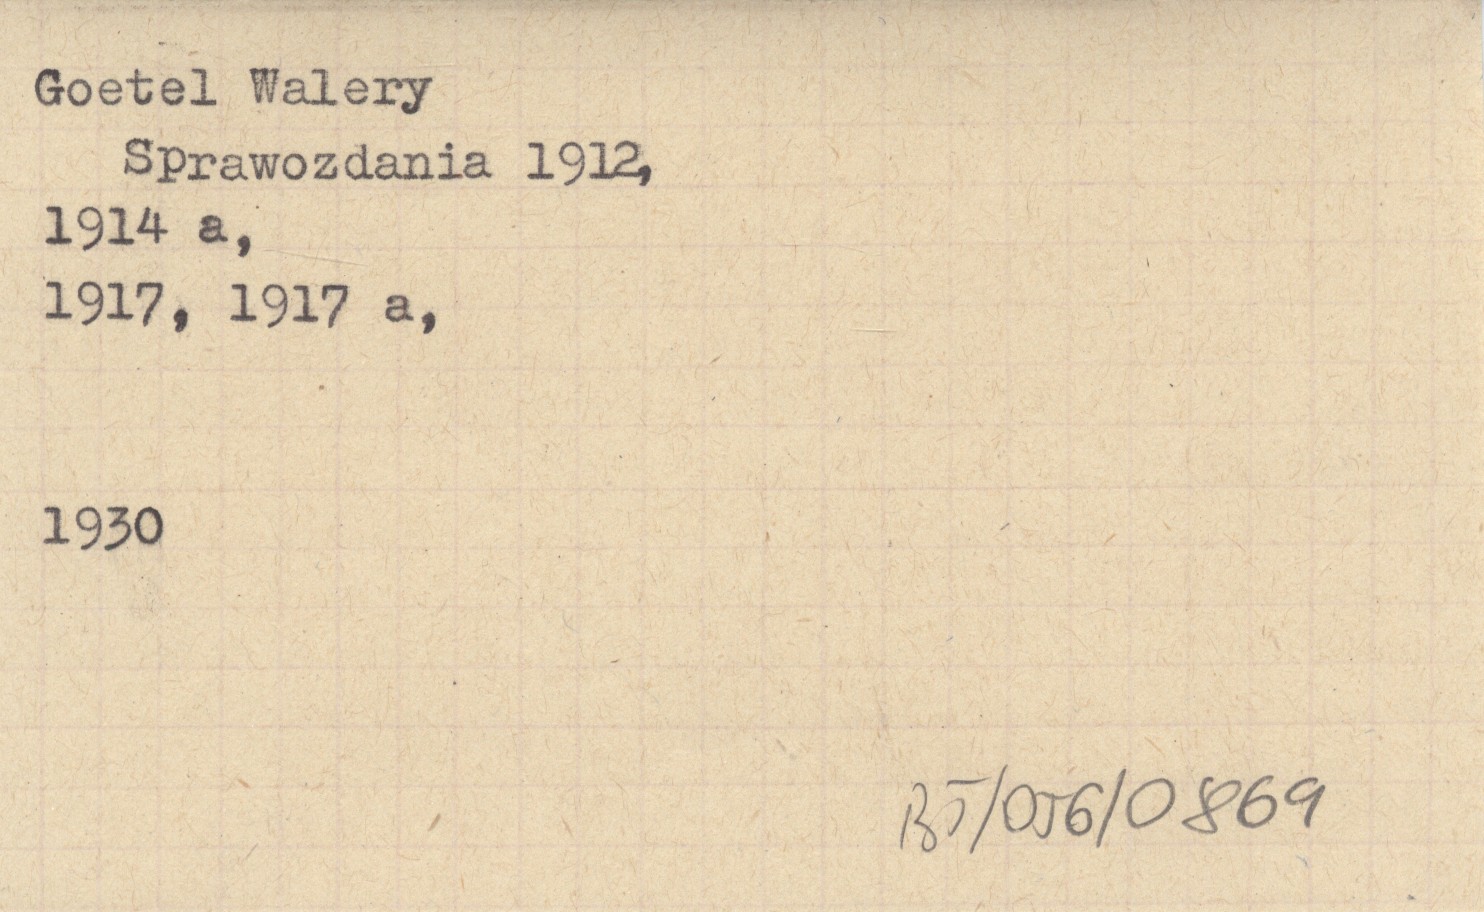 Goetel Walery
Sprawozdania 1912,
1914 a,
1917, 1917 a,
1930
BJ/056/0869